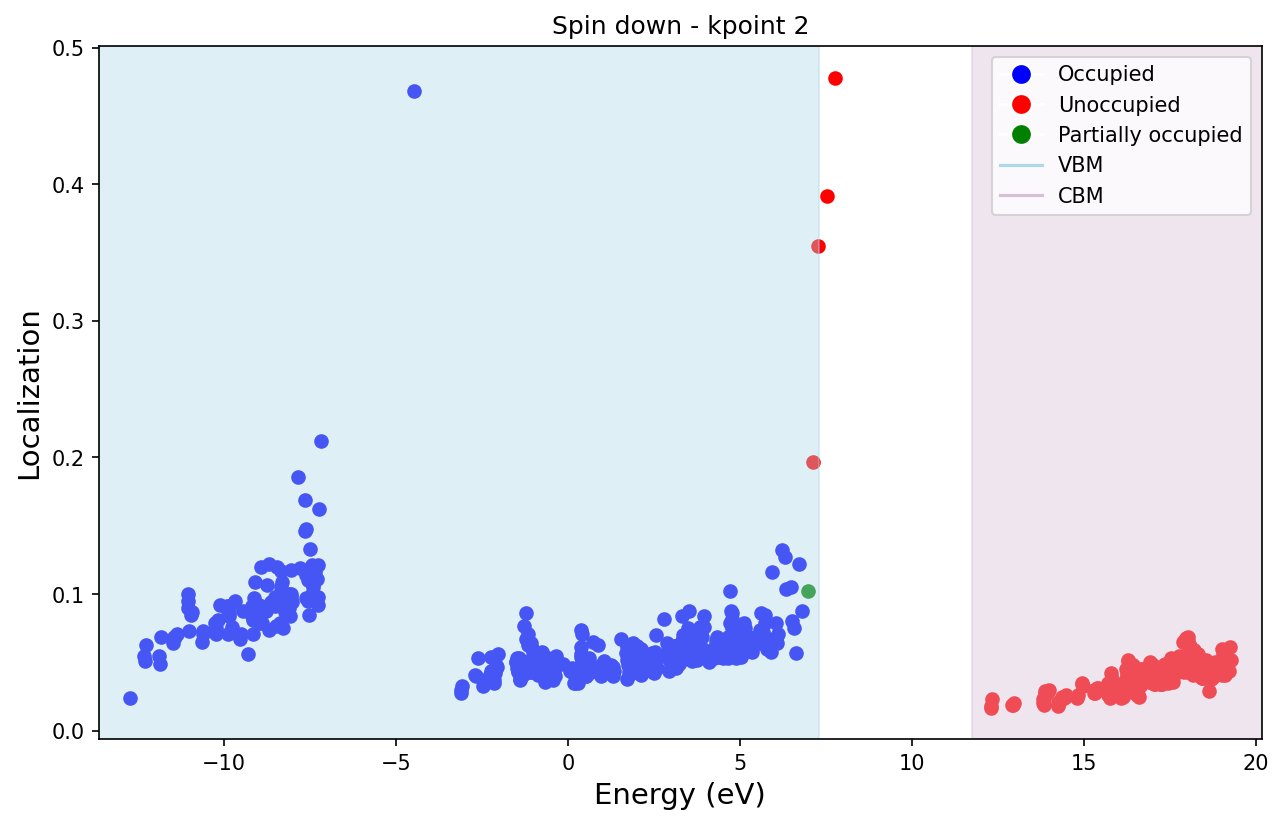 Spin down - kpoint 2
Localization
0.5
0.4
0.3
0.2
0.1
0.0
Occupied
Unoccupied
Partially occupied
VBM
CBM
−10
−5
0
5
10
15
20
Energy (eV)